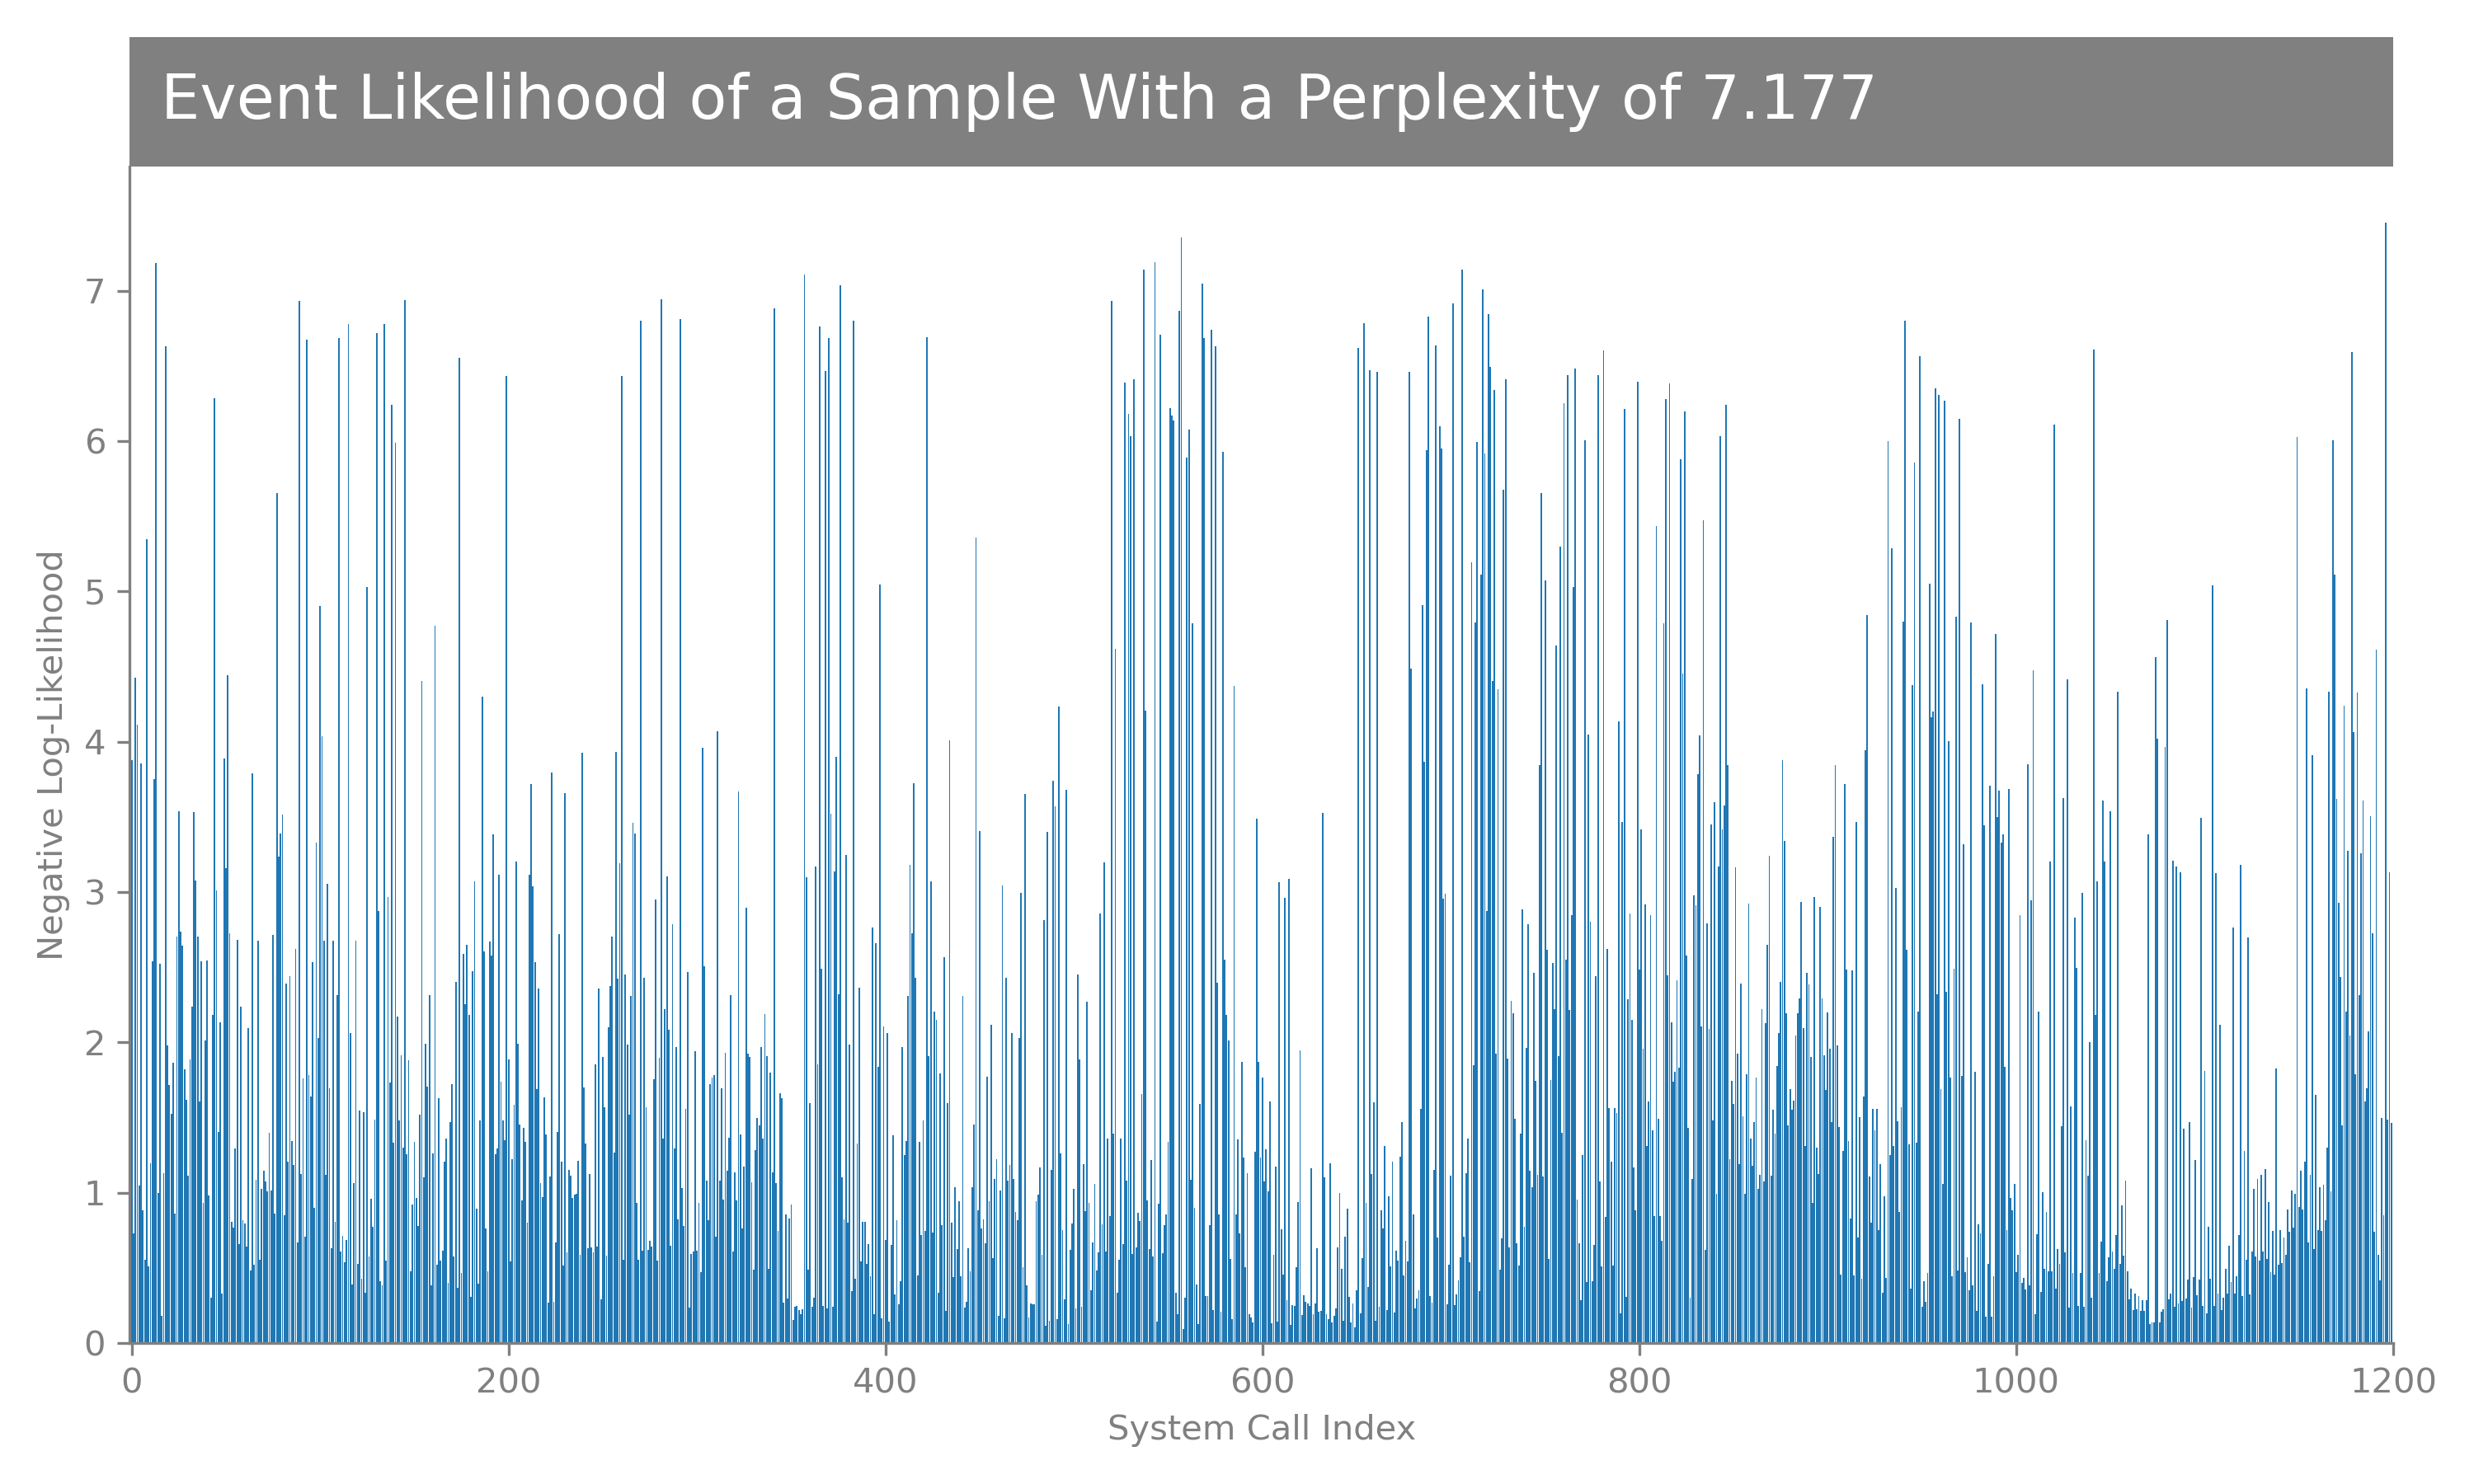 Event Likelihood of a Sample With a Perplexity of 7.177
Negative Log-Likelihood
7
6
5
4
3
2
1
0
0 200 400 600 800 1000 1200
System Call Index